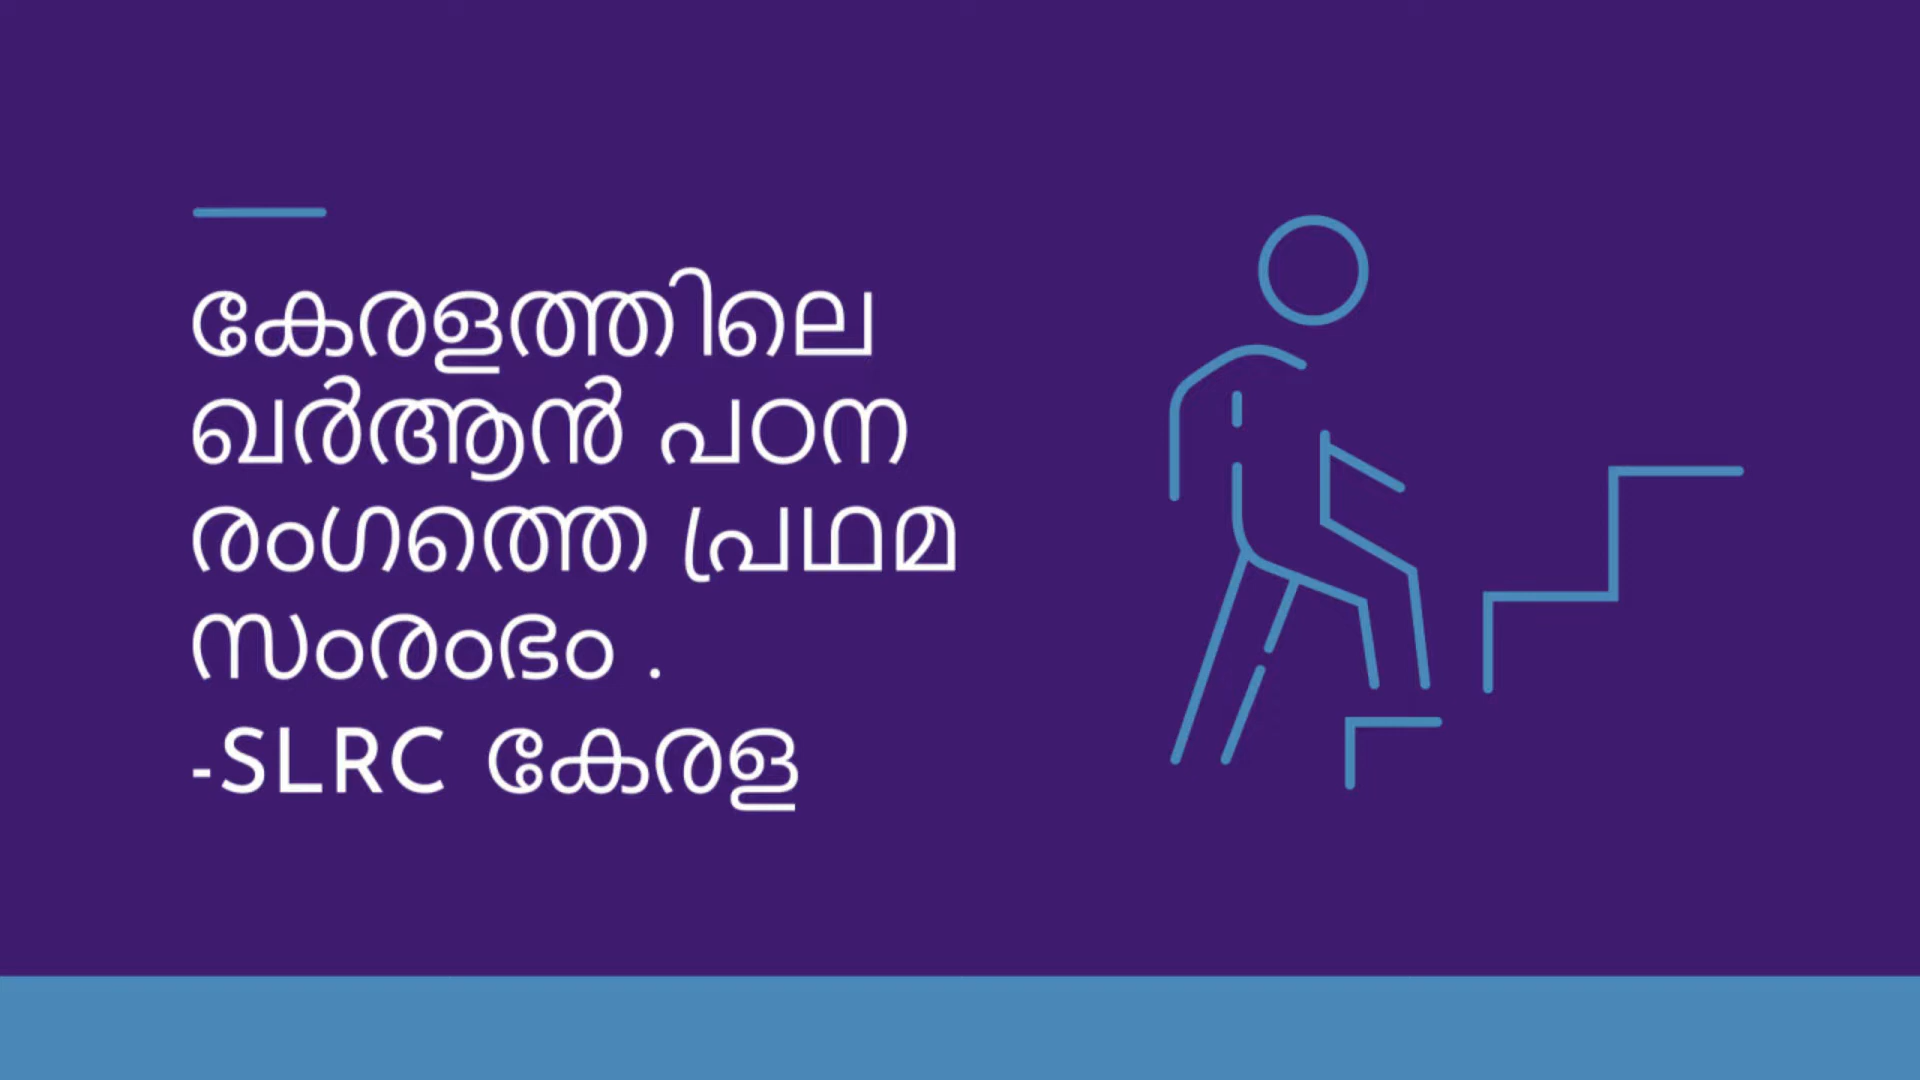 കേരളത്തിലെ
ഖർആൻ പഠന
രംഗത്തെ പ്രഥമ
സംരംഭം .
-SLRC കേരള